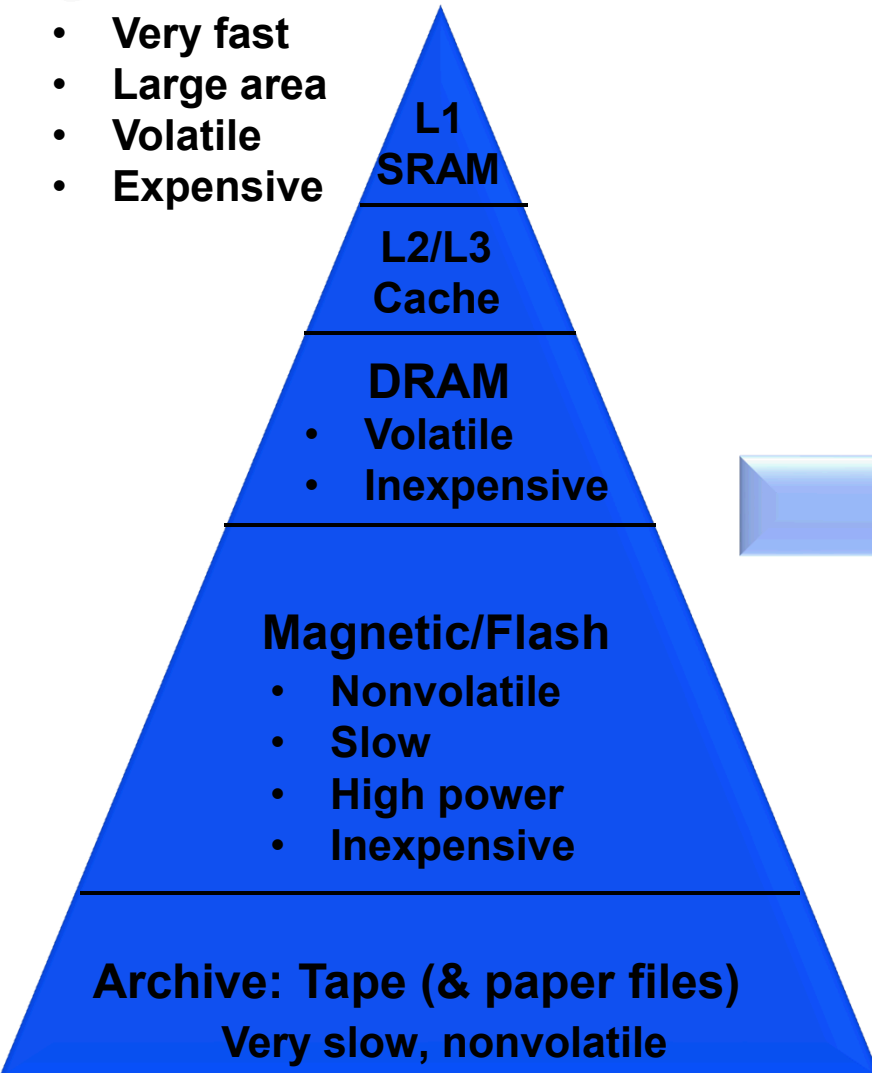 • Very fast
• Large area
• Volatile
• Expensive
L1
SRAM
L2/L3
Cache
DRAM
• Volatile
• Inexpensive
Magnetic/Flash
• Nonvolatile
• Slow
• High power
• Inexpensive
Archive: Tape (& paper files)
Very slow, nonvolatile